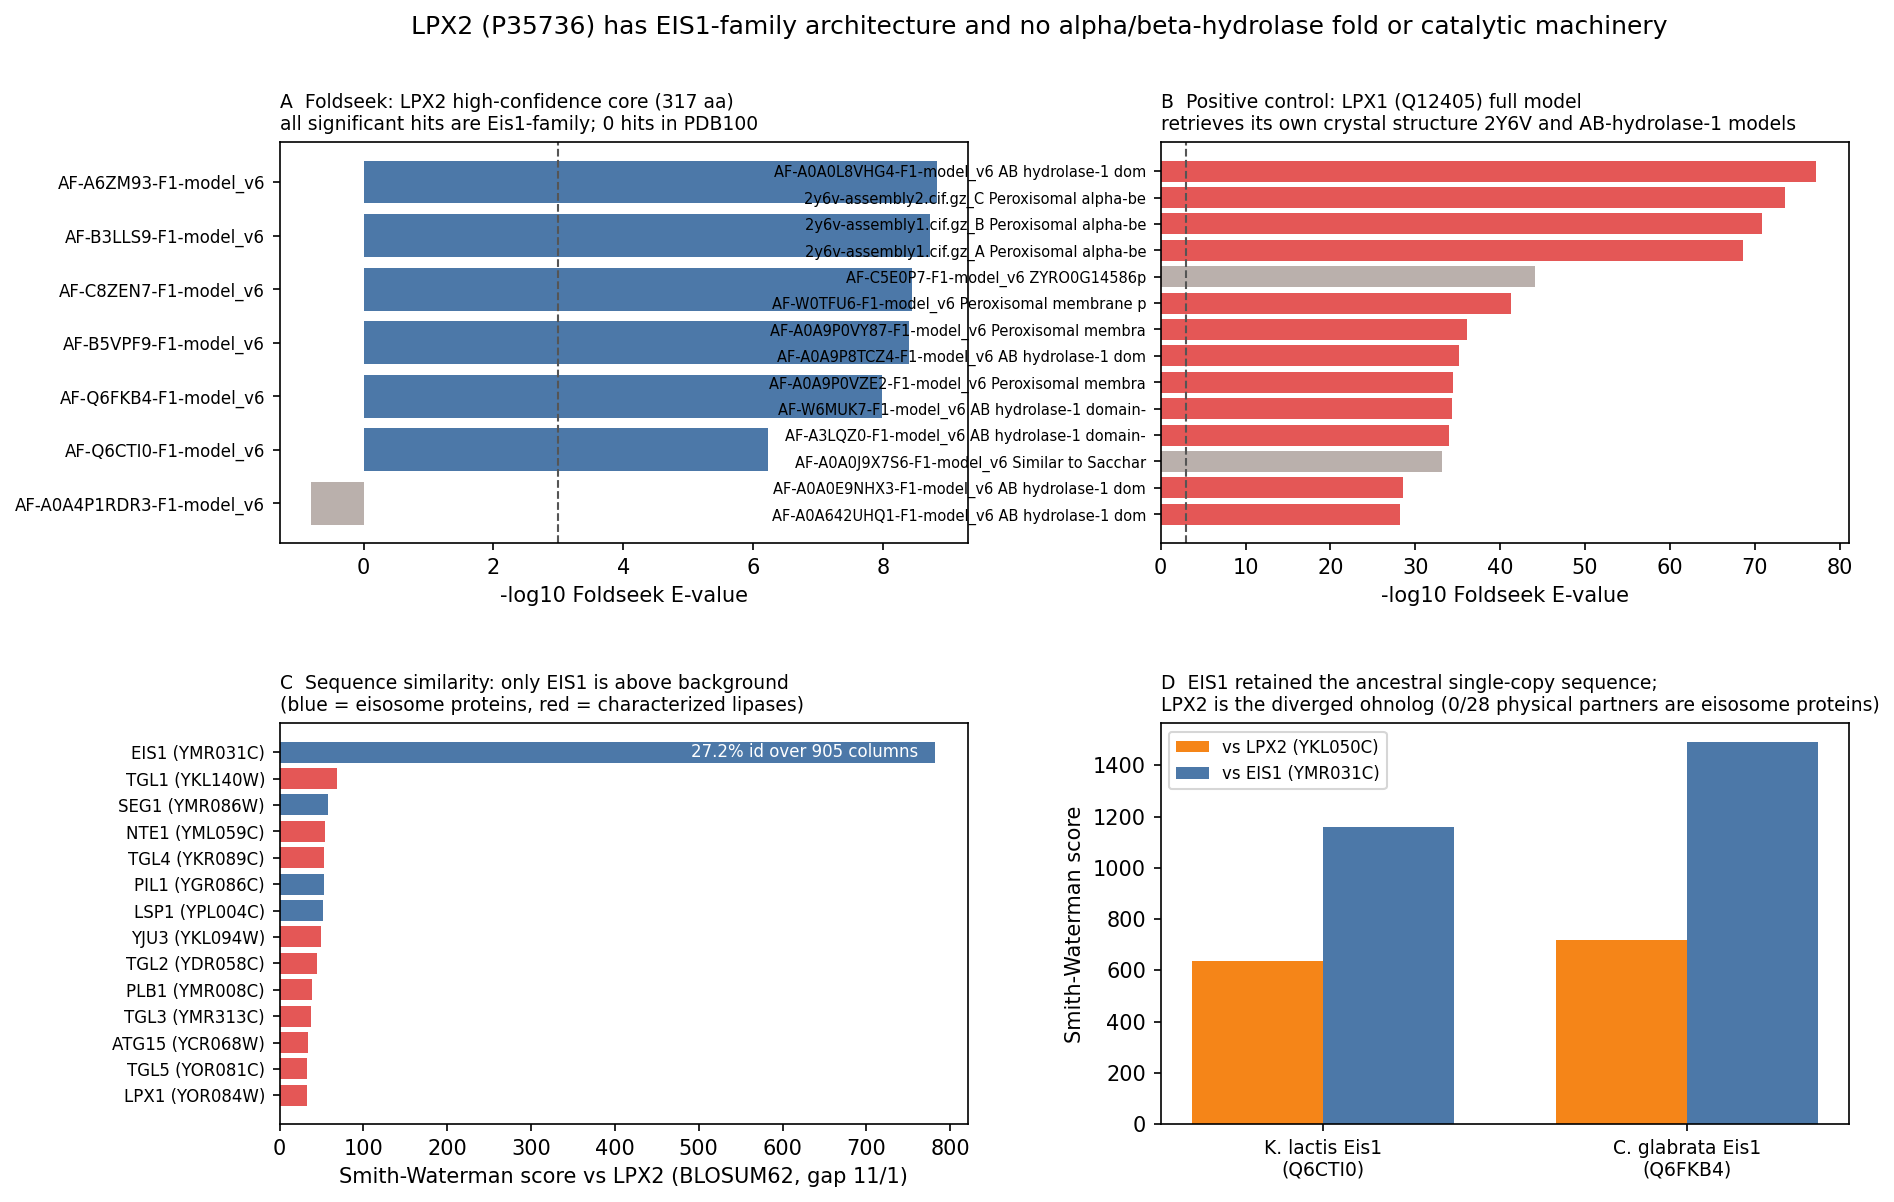 LPX2 (P35736) has EIS1-family architecture and no alpha/beta-hydrolase fold or catalytic machinery
A  Foldseek: LPX2 high-confidence core (317 aa)
all significant hits are Eis1-family; 0 hits in PDB100
AF-A6ZM93-F1-model_v6
AF-B3LLS9-F1-model_v6
AF-C8ZEN7-F1-model_v6
AF-B5VPF9-F1-model_v6
AF-Q6FKB4-F1-model_v6
AF-Q6CTI0-F1-model_v6
AF-A0A4P1RDR3-F1-model_v6
0 2 4 6 8
-log10 Foldseek E-value
B  Positive control: LPX1 (Q12405) full model
retrieves its own crystal structure 2Y6V and AB-hydrolase-1 models
AF-A0A0L8VHG4-F1-model_v6 AB hydrolase-1 dom
2y6v-assembly2.cif.gz_C Peroxisomal alpha-be
2y6v-assembly1.cif.gz_B Peroxisomal alpha-be
2y6v-assembly1.cif.gz_A Peroxisomal alpha-be
AF-C5E0P7-F1-model_v6 ZYRO0G14586p
AF-W0TFU6-F1-model_v6 Peroxisomal membrane p
AF-A0A9P0VY87-F1-model_v6 Peroxisomal membra
AF-A0A9P8TCZ4-F1-model_v6 AB hydrolase-1 dom
AF-A0A9P0VZE2-F1-model_v6 Peroxisomal membra
AF-W6MUK7-F1-model_v6 AB hydrolase-1 domain-
AF-A3LQZ0-F1-model_v6 AB hydrolase-1 domain-
AF-A0A0J9X7S6-F1-model_v6 Similar to Sacchar
AF-A0A0E9NHX3-F1-model_v6 AB hydrolase-1 dom
AF-A0A642UHQ1-F1-model_v6 AB hydrolase-1 dom
0 10 20 30 40 50 60 70 80
-log10 Foldseek E-value
C  Sequence similarity: only EIS1 is above background
(blue = eisosome proteins, red = characterized lipases)
EIS1 (YMR031C)
27.2% id over 905 columns
TGL1 (YKL140W)
SEG1 (YMR086W)
NTE1 (YML059C)
TGL4 (YKR089C)
PIL1 (YGR086C)
LSP1 (YPL004C)
YJU3 (YKL094W)
TGL2 (YDR058C)
PLB1 (YMR008C)
TGL3 (YMR313C)
ATG15 (YCR068W)
TGL5 (YOR081C)
LPX1 (YOR084W)
0 100 200 300 400 500 600 700 800
Smith-Waterman score vs LPX2 (BLOSUM62, gap 11/1)
D  EIS1 retained the ancestral single-copy sequence;
LPX2 is the diverged ohnolog (0/28 physical partners are eisosome proteins)
vs LPX2 (YKL050C)
vs EIS1 (YMR031C)
Smith-Waterman score
1400
1200
1000
800
600
400
200
0
K. lactis Eis1
(Q6CTI0)
C. glabrata Eis1
(Q6FKB4)